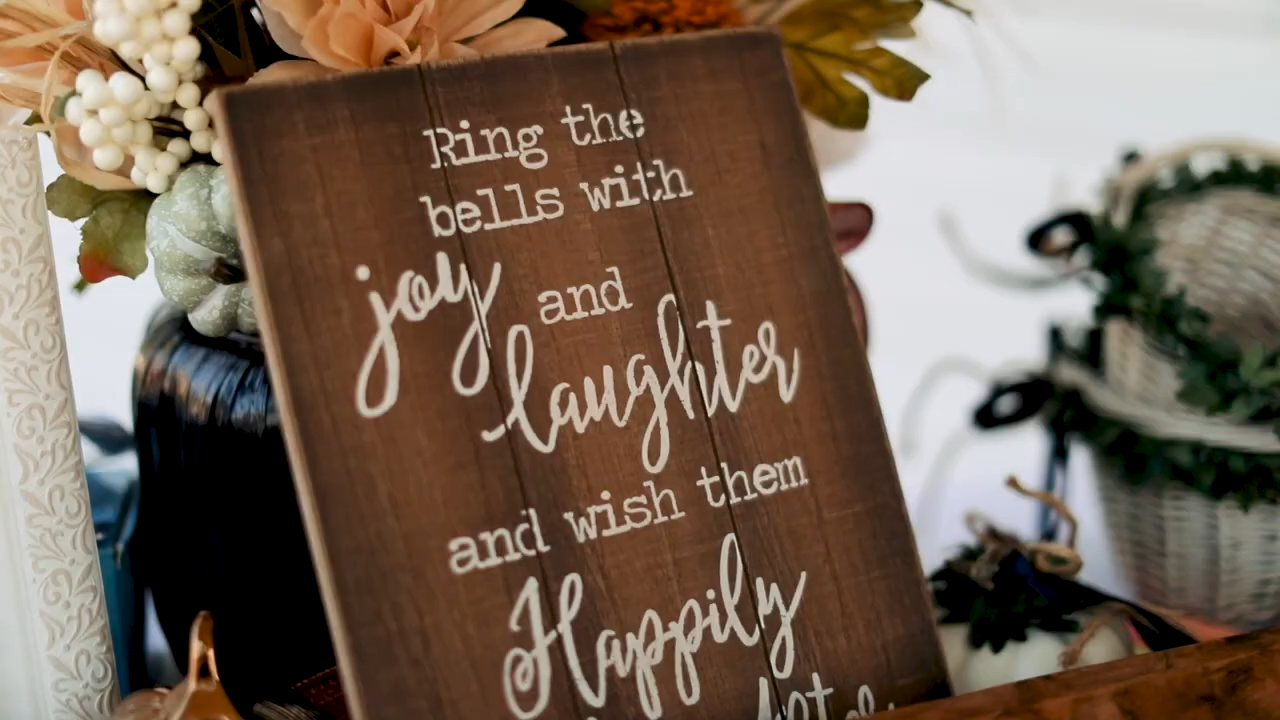 Ring the
bells with
joy and
laughter
and wish them
Happily